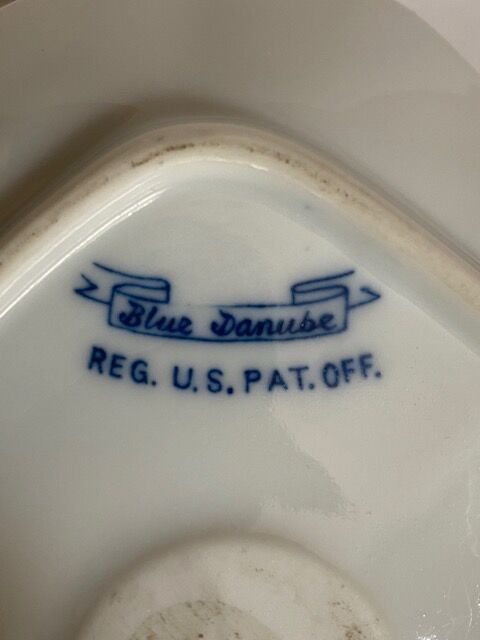 Blue Danube
REG. U.S. PAT. OFF.